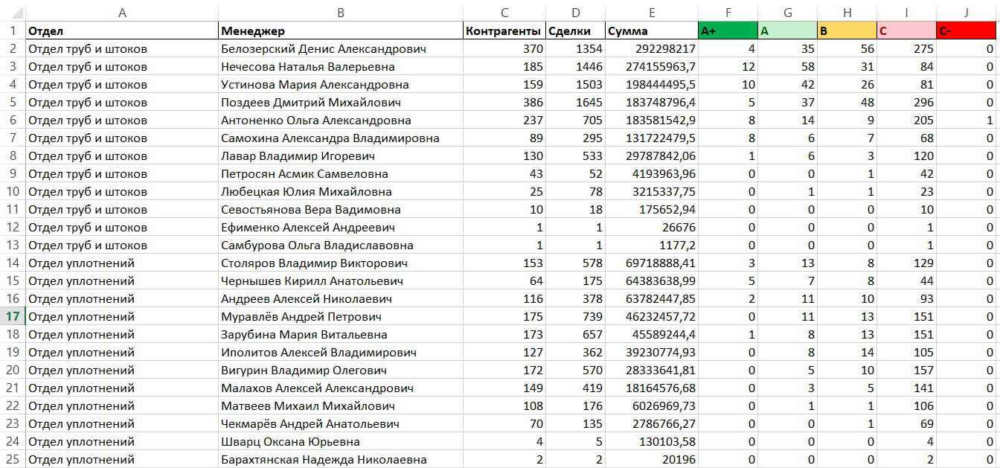 A B C D E F G H I J
1 Отдел Менеджер Контрагенты Сделки Сумма A+ A B C C-
2 Отдел труб и штоков Белозерский Денис Александрович 370 1354 292298217 4 35 56 275 0
3 Отдел труб и штоков Нечесова Наталья Валерьевна 185 1446 274155963,7 12 58 31 84 0
4 Отдел труб и штоков Устинова Мария Александровна 159 1503 198444495,5 10 42 26 81 0
5 Отдел труб и штоков Поздеев Дмитрий Михайлович 386 1645 183748796,4 5 37 48 296 0
6 Отдел труб и штоков Антоненко Ольга Александровна 237 705 183581542,9 8 14 9 205 1
7 Отдел труб и штоков Самохина Александра Владимировна 89 295 131722479,5 8 6 7 68 0
8 Отдел труб и штоков Лавар Владимир Игоревич 130 533 29787842,06 1 6 3 120 0
9 Отдел труб и штоков Петросян Асмик Самвеловна 43 52 4193963,96 0 0 1 42 0
10 Отдел труб и штоков Любецкая Юлия Михайловна 25 78 3215337,75 0 1 1 23 0
11 Отдел труб и штоков Севостьянова Вера Вадимовна 10 18 175652,94 0 0 0 10 0
12 Отдел труб и штоков Ефименко Алексей Андреевич 1 1 26676 0 0 0 1 0
13 Отдел труб и штоков Самбурова Ольга Владиславовна 1 1 1177,2 0 0 0 1 0
14 Отдел уплотнений Столяров Владимир Викторович 153 578 69718888,41 3 13 8 129 0
15 Отдел уплотнений Чернышев Кирилл Анатольевич 64 175 64383638,99 5 7 8 44 0
16 Отдел уплотнений Андреев Алексей Николаевич 116 378 63782447,85 2 11 10 93 0
17 Отдел уплотнений Муравлёв Андрей Петрович 175 739 46232457,72 0 11 13 151 0
18 Отдел уплотнений Зарубина Мария Витальевна 173 657 45589244,4 1 8 13 151 0
19 Отдел уплотнений Иполитов Алексей Владимирович 127 362 39230774,93 0 8 14 105 0
20 Отдел уплотнений Вигурин Владимир Олегович 172 570 28333641,81 0 5 10 157 0
21 Отдел уплотнений Малахов Алексей Александрович 149 419 18164576,68 0 3 5 141 0
22 Отдел уплотнений Матвеев Михаил Михайлович 108 176 6026969,73 0 1 1 106 0
23 Отдел уплотнений Чекмарёв Андрей Анатольевич 70 135 2786766,27 0 0 1 69 0
24 Отдел уплотнений Шварц Оксана Юрьевна 4 5 130103,58 0 0 0 4 0
25 Отдел уплотнений Барахтянская Надежда Николаевна 2 2 20196 0 0 0 2 0